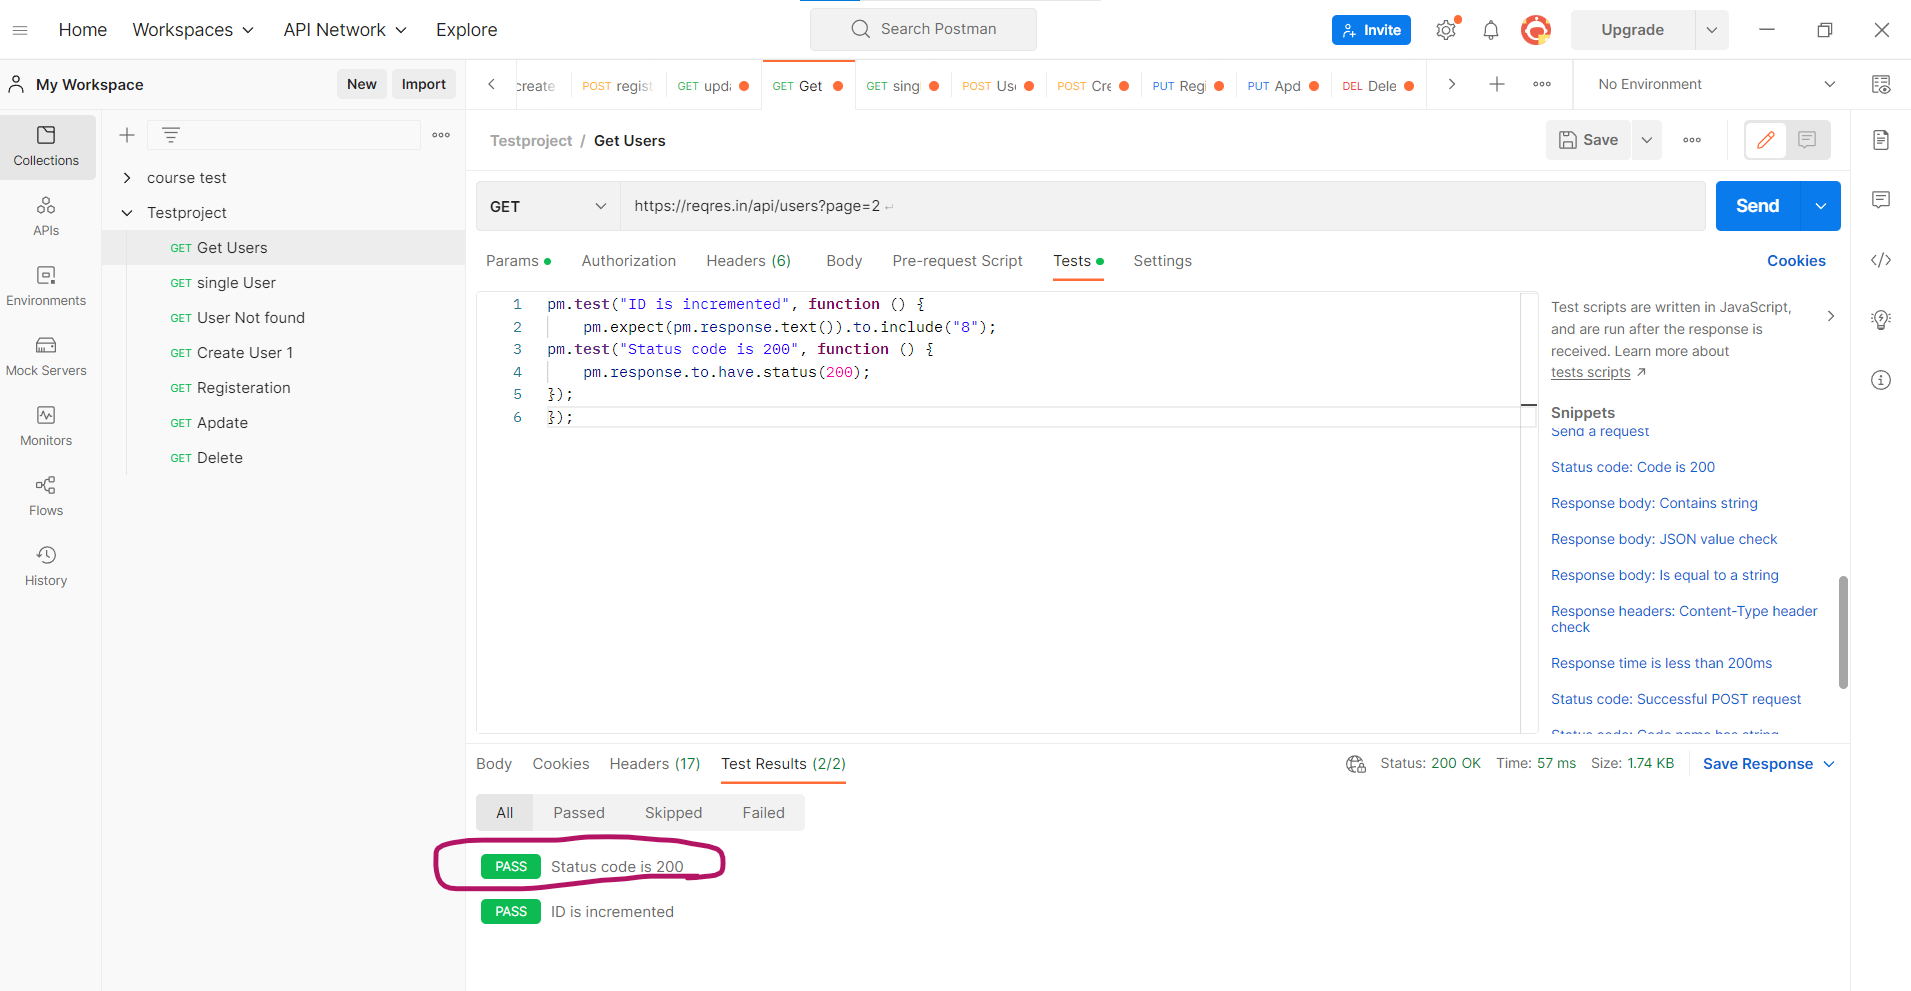 Home Workspaces API Network Explore Search Postman Invite Upgrade
My Workspace New Import
create POST regist GET upda GET Get GET sing POST Us POST Cre PUT Regi PUT Apd DEL Dele No Environment
Collections
APIs
Environments
Mock Servers
Monitors
Flows
History
course test
Testproject
GET Get Users
GET single User
GET User Not found
GET Create User 1
GET Registeration
GET Apdate
GET Delete
Testproject / Get Users Save
GET https://reqres.in/api/users?page=2 Send
Params Authorization Headers (6) Body Pre-request Script Tests Settings Cookies
1 pm.test("ID is incremented", function () {
2 pm.expect(pm.response.text()).to.include("8");
3 pm.test("Status code is 200", function () {
4 pm.response.to.have.status(200);
5 });
6 });
Test scripts are written in JavaScript,
and are run after the response is
received. Learn more about
tests scripts
Snippets
Send a request
Status code: Code is 200
Response body: Contains string
Response body: JSON value check
Response body: Is equal to a string
Response headers: Content-Type header
check
Response time is less than 200ms
Status code: Successful POST request
Status code: Code name has string
Body Cookies Headers (17) Test Results (2/2) Status: 200 OK Time: 57 ms Size: 1.74 KB Save Response
All Passed Skipped Failed
PASS Status code is 200
PASS ID is incremented